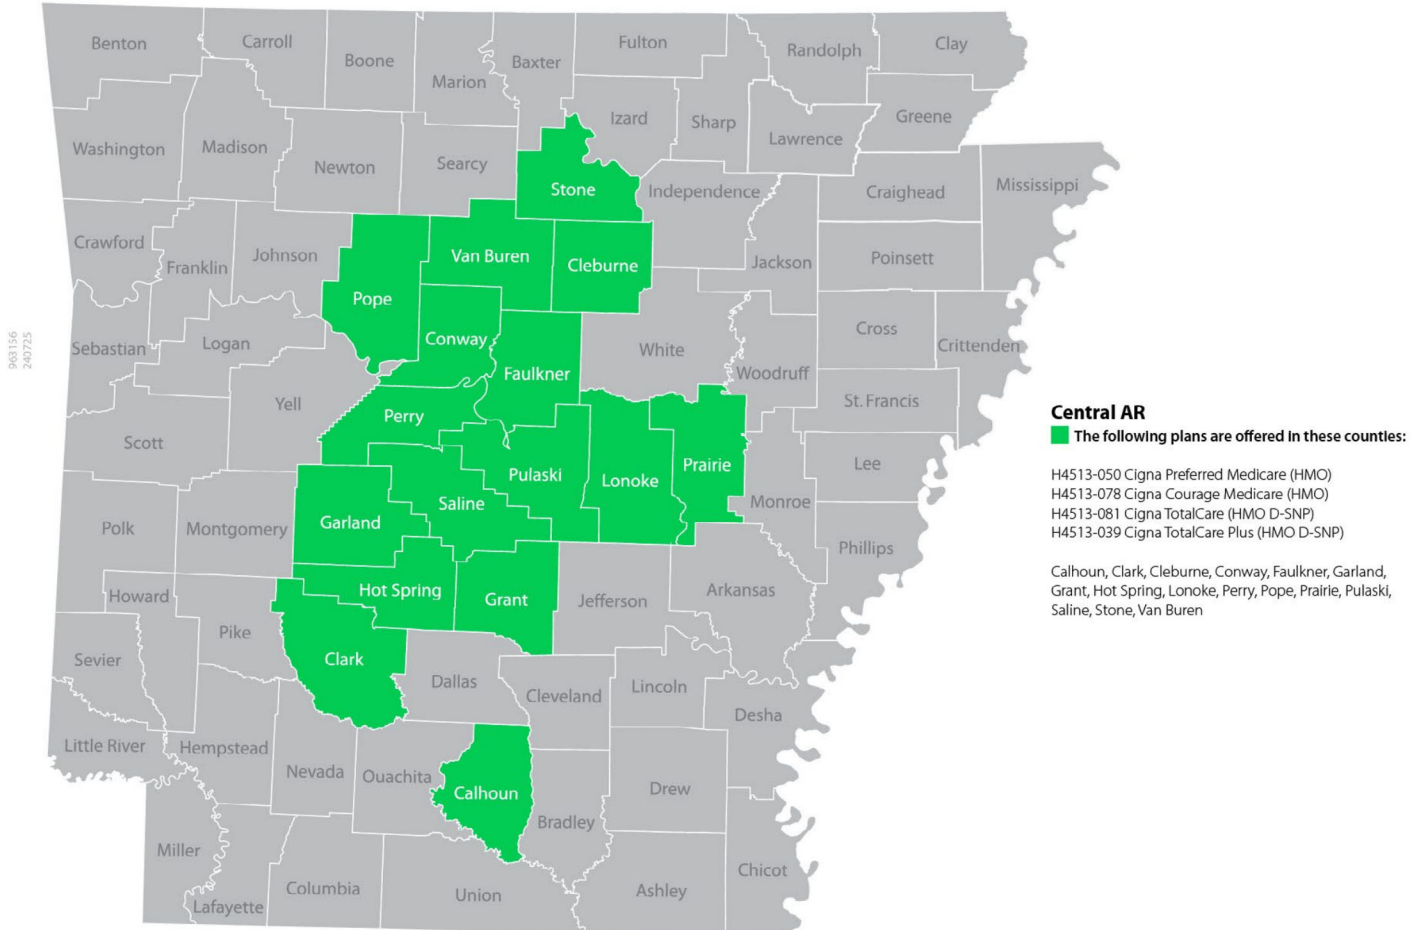 Benton
Carroll
Boone
Marion
Baxter
Fulton
Randolph
Clay
Izard
Sharp
Greene
Lawrence
Washington
Madison
Newton
Searcy
Stone
Independence
Craighead
Mississippi
Crawford
Franklin
Johnson
Van Buren
Cleburne
Jackson
Poinsett
Pope
Conway
White
Cross
Crittenden
Sebastian
Logan
Faulkner
Woodruff
Yell
Perry
St. Francis
Scott
Pulaski
Lonoke
Prairie
Lee
Saline
Garland
Monroe
Polk
Montgomery
Phillips
Howard
Hot Spring
Grant
Jefferson
Arkansas
Pike
Sevier
Clark
Dallas
Cleveland
Lincoln
Desha
Little River
Hempstead
Nevada
Ouachita
Calhoun
Drew
Bradley
Miller
Lafayette
Columbia
Union
Ashley
Chicot
963156
240725
Central AR
The following plans are offered in these counties:
H4513-050 Cigna Preferred Medicare (HMO)
H4513-078 Cigna Courage Medicare (HMO)
H4513-081 Cigna TotalCare (HMO D-SNP)
H4513-039 Cigna TotalCare Plus (HMO D-SNP)
Calhoun, Clark, Cleburne, Conway, Faulkner, Garland,
Grant, Hot Spring, Lonoke, Perry, Pope, Prairie, Pulaski,
Saline, Stone, Van Buren